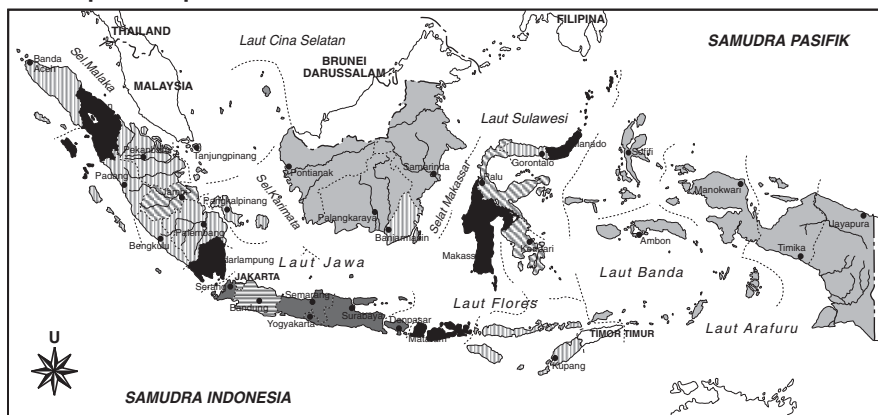 THAILAND
FILIPINA
Laut Cina Selatan
SAMUDRA PASIFIK
Banda
Aceh
Sel.Malaka
MALAYSIA
BRUNEI
DARUSSALAM
Laut Sulawesi
Pekanbaru
Tanjungpinang
Pontianak
Samarinda
Gorontalo
Manado
Sofifi
Padang
Jambi
Pangkalpinang
Sel.Karimata
Selat Makassar
Palu
Manokwari
Jayapura
Palembang
Bengkulu
Palangkaraya
Banjarmasin
Kendari
Ambon
Timika
darlampung
Makass
Laut Jawa
Laut Banda
JAKARTA
Serang
Bandung
Semarang
Yogyakarta
Surabaya
Denpasar
Mataram
Laut Flores
TIMOR TIMUR
Kupang
Laut Arafuru
U
SAMUDRA INDONESIA